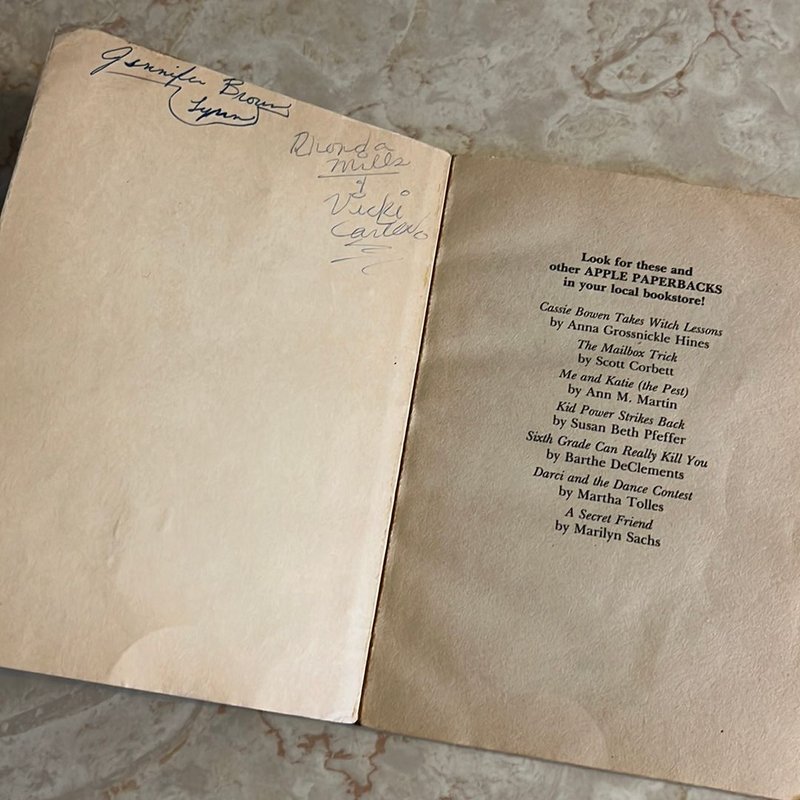 Jennifer Brown
Lynn
Rhonda
Mills
&
Vicki
Look for these and
other APPLE PAPERBACKS
in your local bookstore!
Cassie Bowen Takes Witch Lessons
by Anna Grossnickle Hines
The Mailbox Trick
by Scott Corbett
Me and Katie (the Pest)
by Ann M. Martin
Kid Power Strikes Back
by Susan Beth Pfeffer
Sixth Grade Can Really Kill You
by Barthe DeClements
Darci and the Dance Contest
by Martha Tolles
A Secret Friend
by Marilyn Sachs